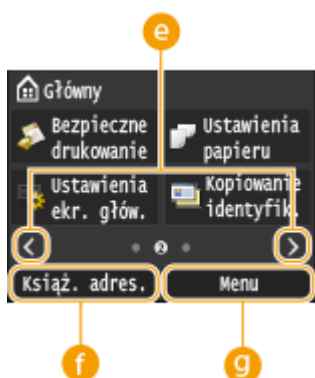 e
Główny
Bezpieczne
drukowanie
Ustawienia
papieru
Ustawienia
ekr. głów.
Kopiowanie
identyfik.
2
Książ. adres.
Menu
f
g